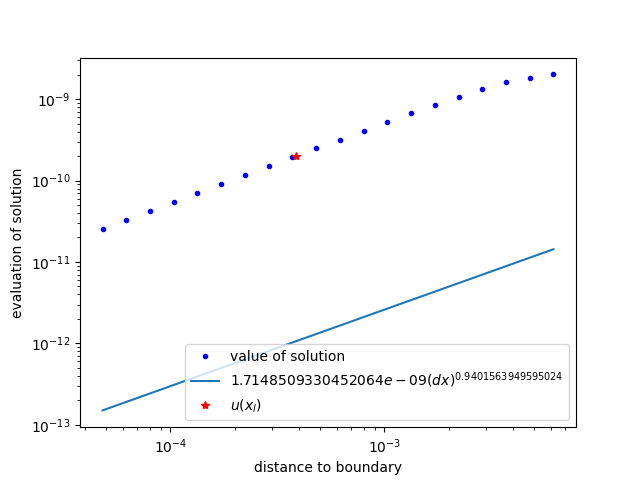 10⁻⁹
10⁻¹⁰
10⁻¹¹
10⁻¹²
10⁻¹³
evaluation of solution
value of solution
1.7148509330452064e − 09(dx)^0.9401563949595024
u(x_l)
10⁻⁴
10⁻³
distance to boundary